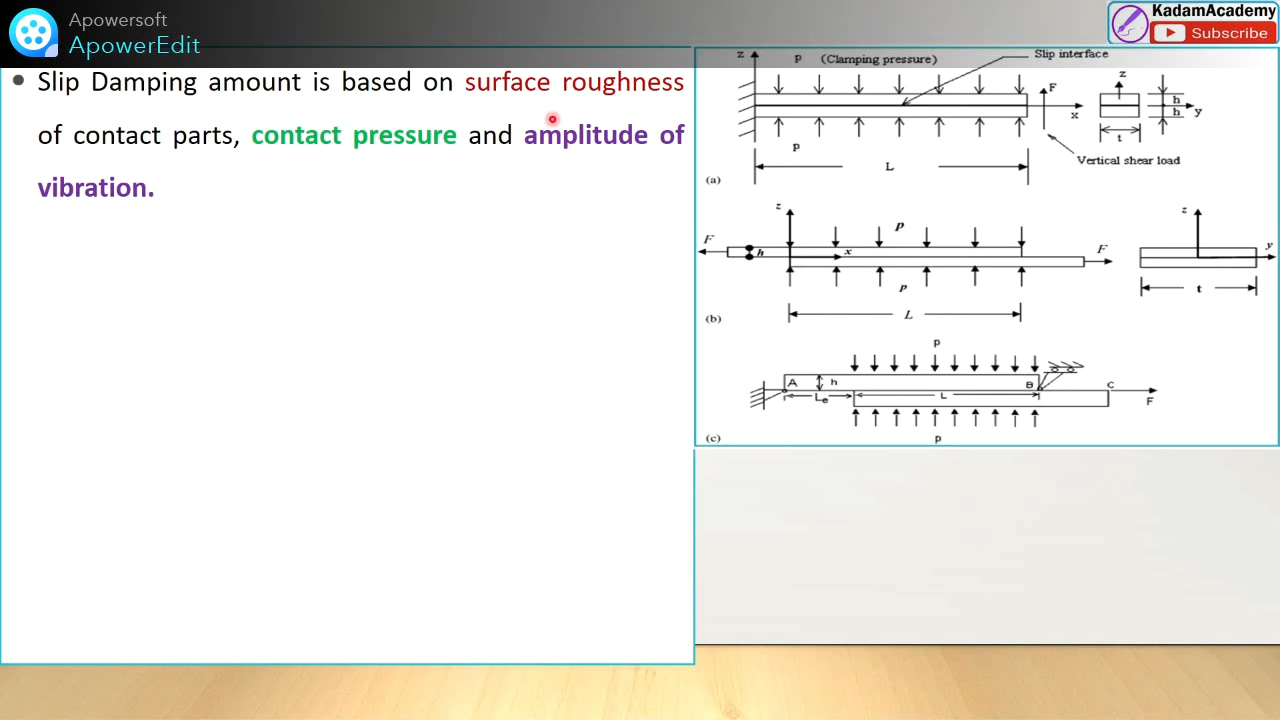 Apowersoft
ApowerEdit
KadamAcademy
Subscribe
• Slip Damping amount is based on surface roughness
of contact parts, contact pressure and amplitude of
vibration.
z
p (Clamping pressure)
Slip interface
F
x
z
h
h
y
t
p
Vertical shear load
L
(a)
z
p
F
h
x
F
z
y
p
t
L
(b)
p
A
h
B
C
Le
L
F
p
(c)